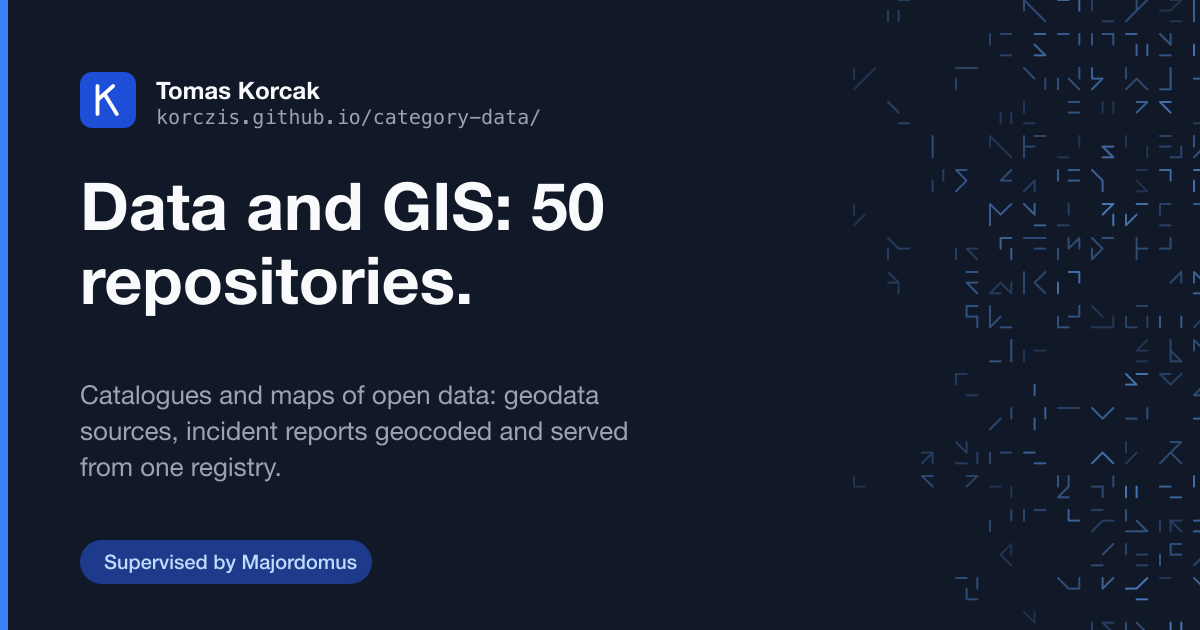 K
Tomas Korcak
korczis.github.io/category-data/
Data and GIS: 50
repositories.
Catalogues and maps of open data: geodata
sources, incident reports geocoded and served
from one registry.
Supervised by Majordomus